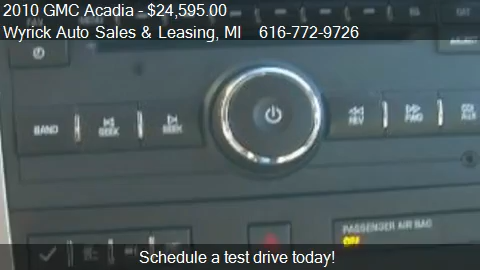 2010 GMC Acadia - $24,595.00
Wyrick Auto Sales & Leasing, MI 616-772-9726
BAND SEEK SEEK REV FWD
PASSENGER AIR BAG
Schedule a test drive today!